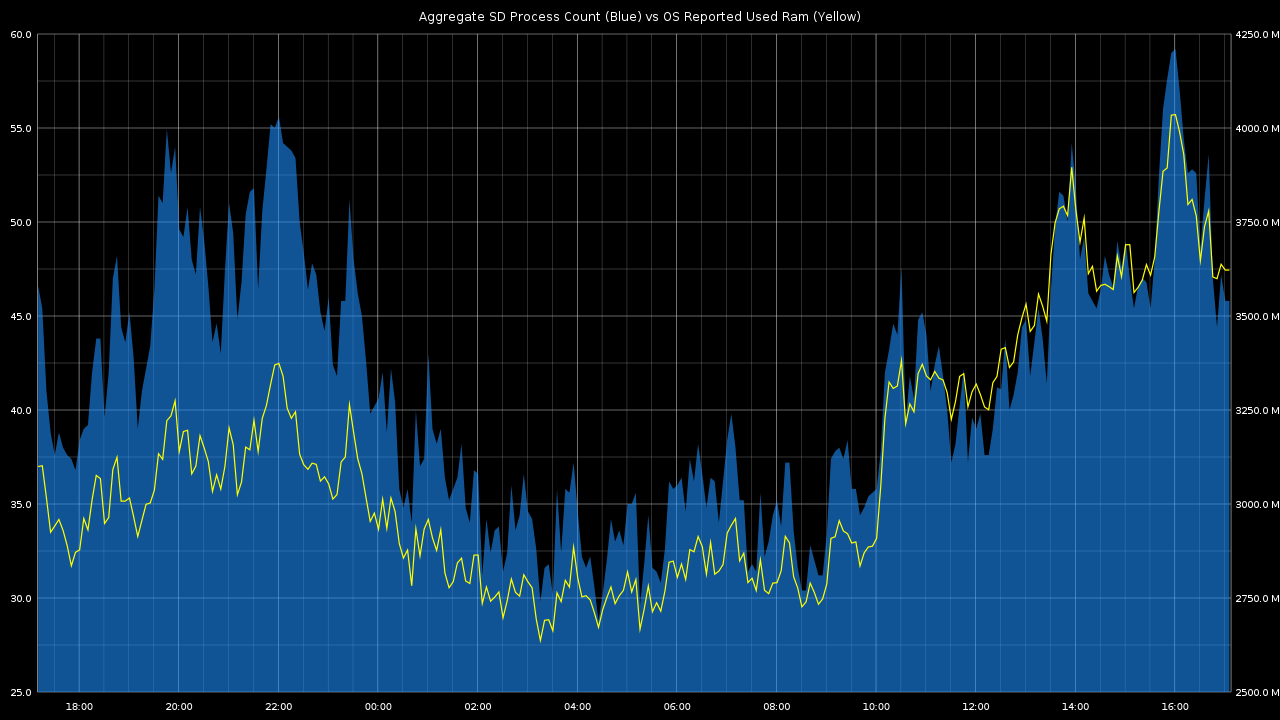 Aggregate SD Process Count (Blue) vs OS Reported Used Ram (Yellow)
60.0 4250.0 M
55.0 4000.0 M
50.0 3750.0 M
45.0 3500.0 M
40.0 3250.0 M
35.0 3000.0 M
30.0 2750.0 M
25.0 2500.0 M
18:00 20:00 22:00 00:00 02:00 04:00 06:00 08:00 10:00 12:00 14:00 16:00